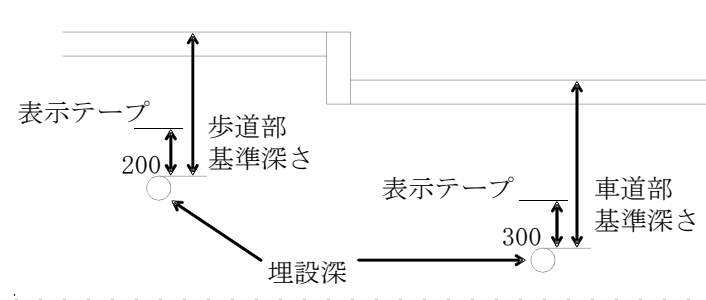 表示テープ
歩道部
基準深さ
200
表示テープ
車道部
基準深さ
300
埋設深